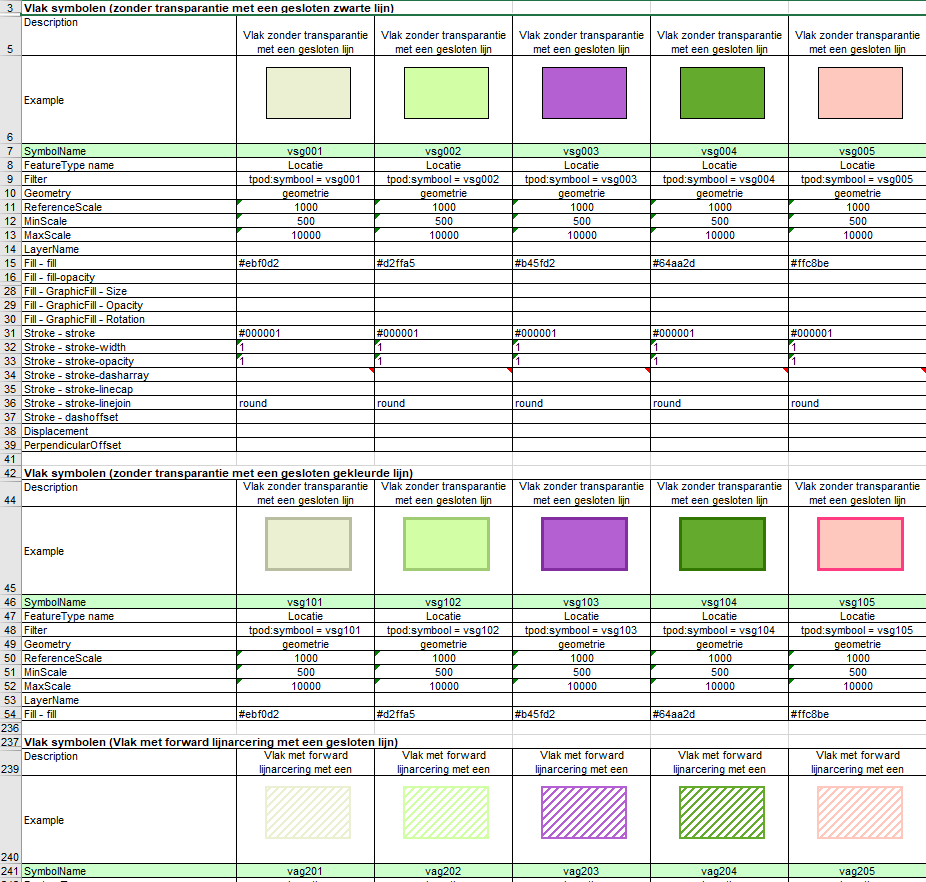 3 Vlak symbolen (zonder transparantie met een gesloten zwarte lijn)
Description
5 Vlak zonder transparantie Vlak zonder transparantie Vlak zonder transparantie Vlak zonder transparantie Vlak zonder transparantie
met een gesloten lijn met een gesloten lijn met een gesloten lijn met een gesloten lijn met een gesloten lijn
Example
6
7 SymbolName vsg001 vsg002 vsg003 vsg004 vsg005
8 FeatureType name Locatie Locatie Locatie Locatie Locatie
9 Filter tpod:symbool = vsg001 tpod:symbool = vsg002 tpod:symbool = vsg003 tpod:symbool = vsg004 tpod:symbool = vsg005
10 Geometry geometrie geometrie geometrie geometrie geometrie
11 ReferenceScale 1000 1000 1000 1000 1000
12 MinScale 500 500 500 500 500
13 MaxScale 10000 10000 10000 10000 10000
14 LayerName
15 Fill - fill #ebf0d2 #d2ffa5 #b45fd2 #64aa2d #ffc8be
16 Fill - fill-opacity
28 Fill - GraphicFill - Size
29 Fill - GraphicFill - Opacity
30 Fill - GraphicFill - Rotation
31 Stroke - stroke #000001 #000001 #000001 #000001 #000001
32 Stroke - stroke-width 1 1 1 1 1
33 Stroke - stroke-opacity 1 1 1 1 1
34 Stroke - stroke-dasharray
35 Stroke - stroke-linecap
36 Stroke - stroke-linejoin round round round round round
37 Stroke - dashoffset
38 Displacement
39 PerpendicularOffset
41
42 Vlak symbolen (zonder transparantie met een gesloten gekleurde lijn)
Description Vlak zonder transparantie Vlak zonder transparantie Vlak zonder transparantie Vlak zonder transparantie Vlak zonder transparantie
44 met een gesloten lijn met een gesloten lijn met een gesloten lijn met een gesloten lijn met een gesloten lijn
Example
45
46 SymbolName vsg101 vsg102 vsg103 vsg104 vsg105
47 FeatureType name Locatie Locatie Locatie Locatie Locatie
48 Filter tpod:symbool = vsg101 tpod:symbool = vsg102 tpod:symbool = vsg103 tpod:symbool = vsg104 tpod:symbool = vsg105
49 Geometry geometrie geometrie geometrie geometrie geometrie
50 ReferenceScale 1000 1000 1000 1000 1000
51 MinScale 500 500 500 500 500
52 MaxScale 10000 10000 10000 10000 10000
53 LayerName
54 Fill - fill #ebf0d2 #d2ffa5 #b45fd2 #64aa2d #ffc8be
236
237 Vlak symbolen (Vlak met forward lijnarcering met een gesloten lijn)
Description Vlak met forward Vlak met forward Vlak met forward Vlak met forward Vlak met forward
239 lijnarcering met een lijnarcering met een lijnarcering met een lijnarcering met een lijnarcering met een
Example
240
241 SymbolName vag201 vag202 vag203 vag204 vag205